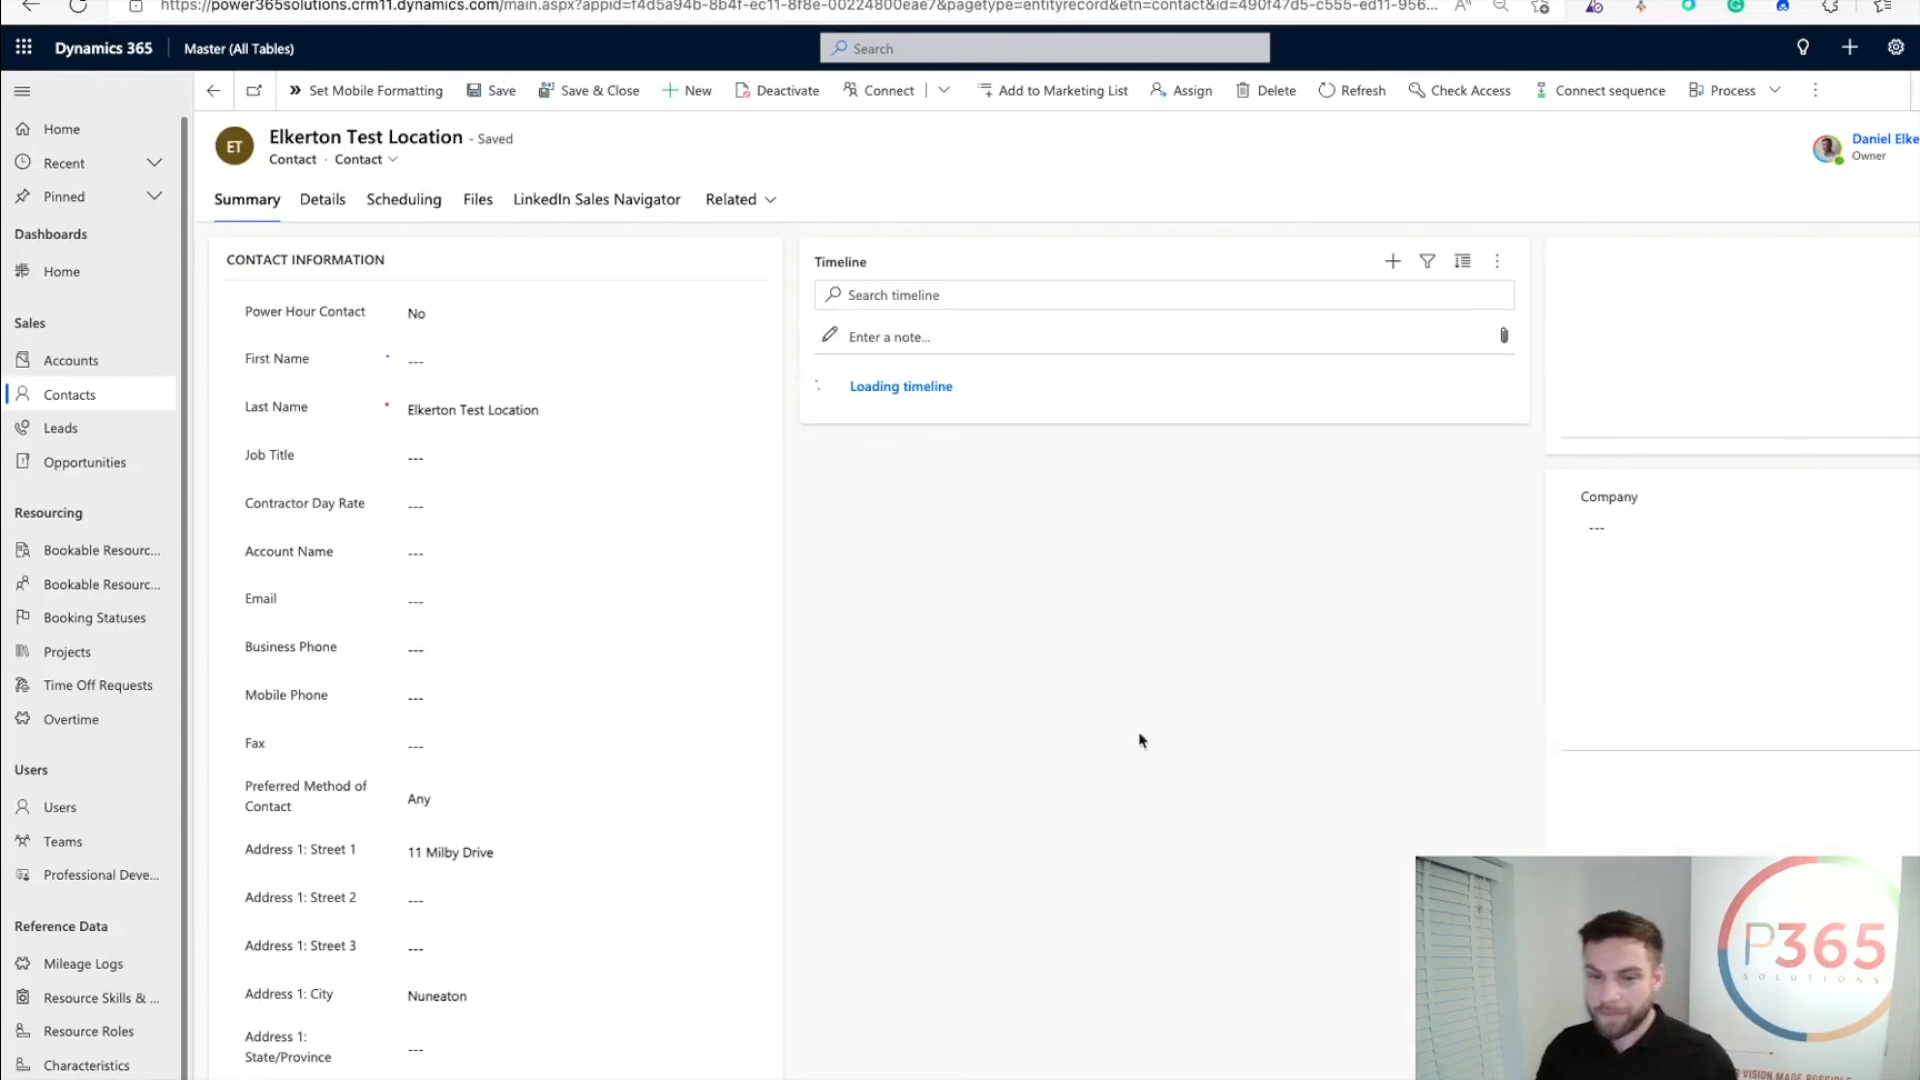 https://power365solutions.crm11.dynamics.com/main.aspx?appid=f4d5a94b-8b4f-ec11-8f8e-00224800eae7&pagetype=entityrecord&etn=contact&id=490f47d5-c555-ed11-956...
Dynamics 365
Master (All Tables)
Search
Set Mobile Formatting
Save
Save & Close
New
Deactivate
Connect
Add to Marketing List
Assign
Delete
Refresh
Check Access
Connect sequence
Process
Home
Recent
Pinned
Dashboards
Home
Sales
Accounts
Contacts
Leads
Opportunities
Resourcing
Bookable Resourc...
Bookable Resourc...
Booking Statuses
Projects
Time Off Requests
Overtime
Users
Users
Teams
Professional Deve...
Reference Data
Mileage Logs
Resource Skills & ...
Resource Roles
Characteristics
ET
Elkerton Test Location - Saved
Contact · Contact
Daniel Elke
Owner
Summary
Details
Scheduling
Files
LinkedIn Sales Navigator
Related
CONTACT INFORMATION
Power Hour Contact No
First Name * ---
Last Name * Elkerton Test Location
Job Title ---
Contractor Day Rate ---
Account Name ---
Email ---
Business Phone ---
Mobile Phone ---
Fax ---
Preferred Method of
Contact Any
Address 1: Street 1 11 Milby Drive
Address 1: Street 2 ---
Address 1: Street 3 ---
Address 1: City Nuneaton
Address 1:
State/Province ---
Timeline
Search timeline
Enter a note...
Loading timeline
Company
---
P365
SOLUTIONS
VISION MADE POSSIBLE